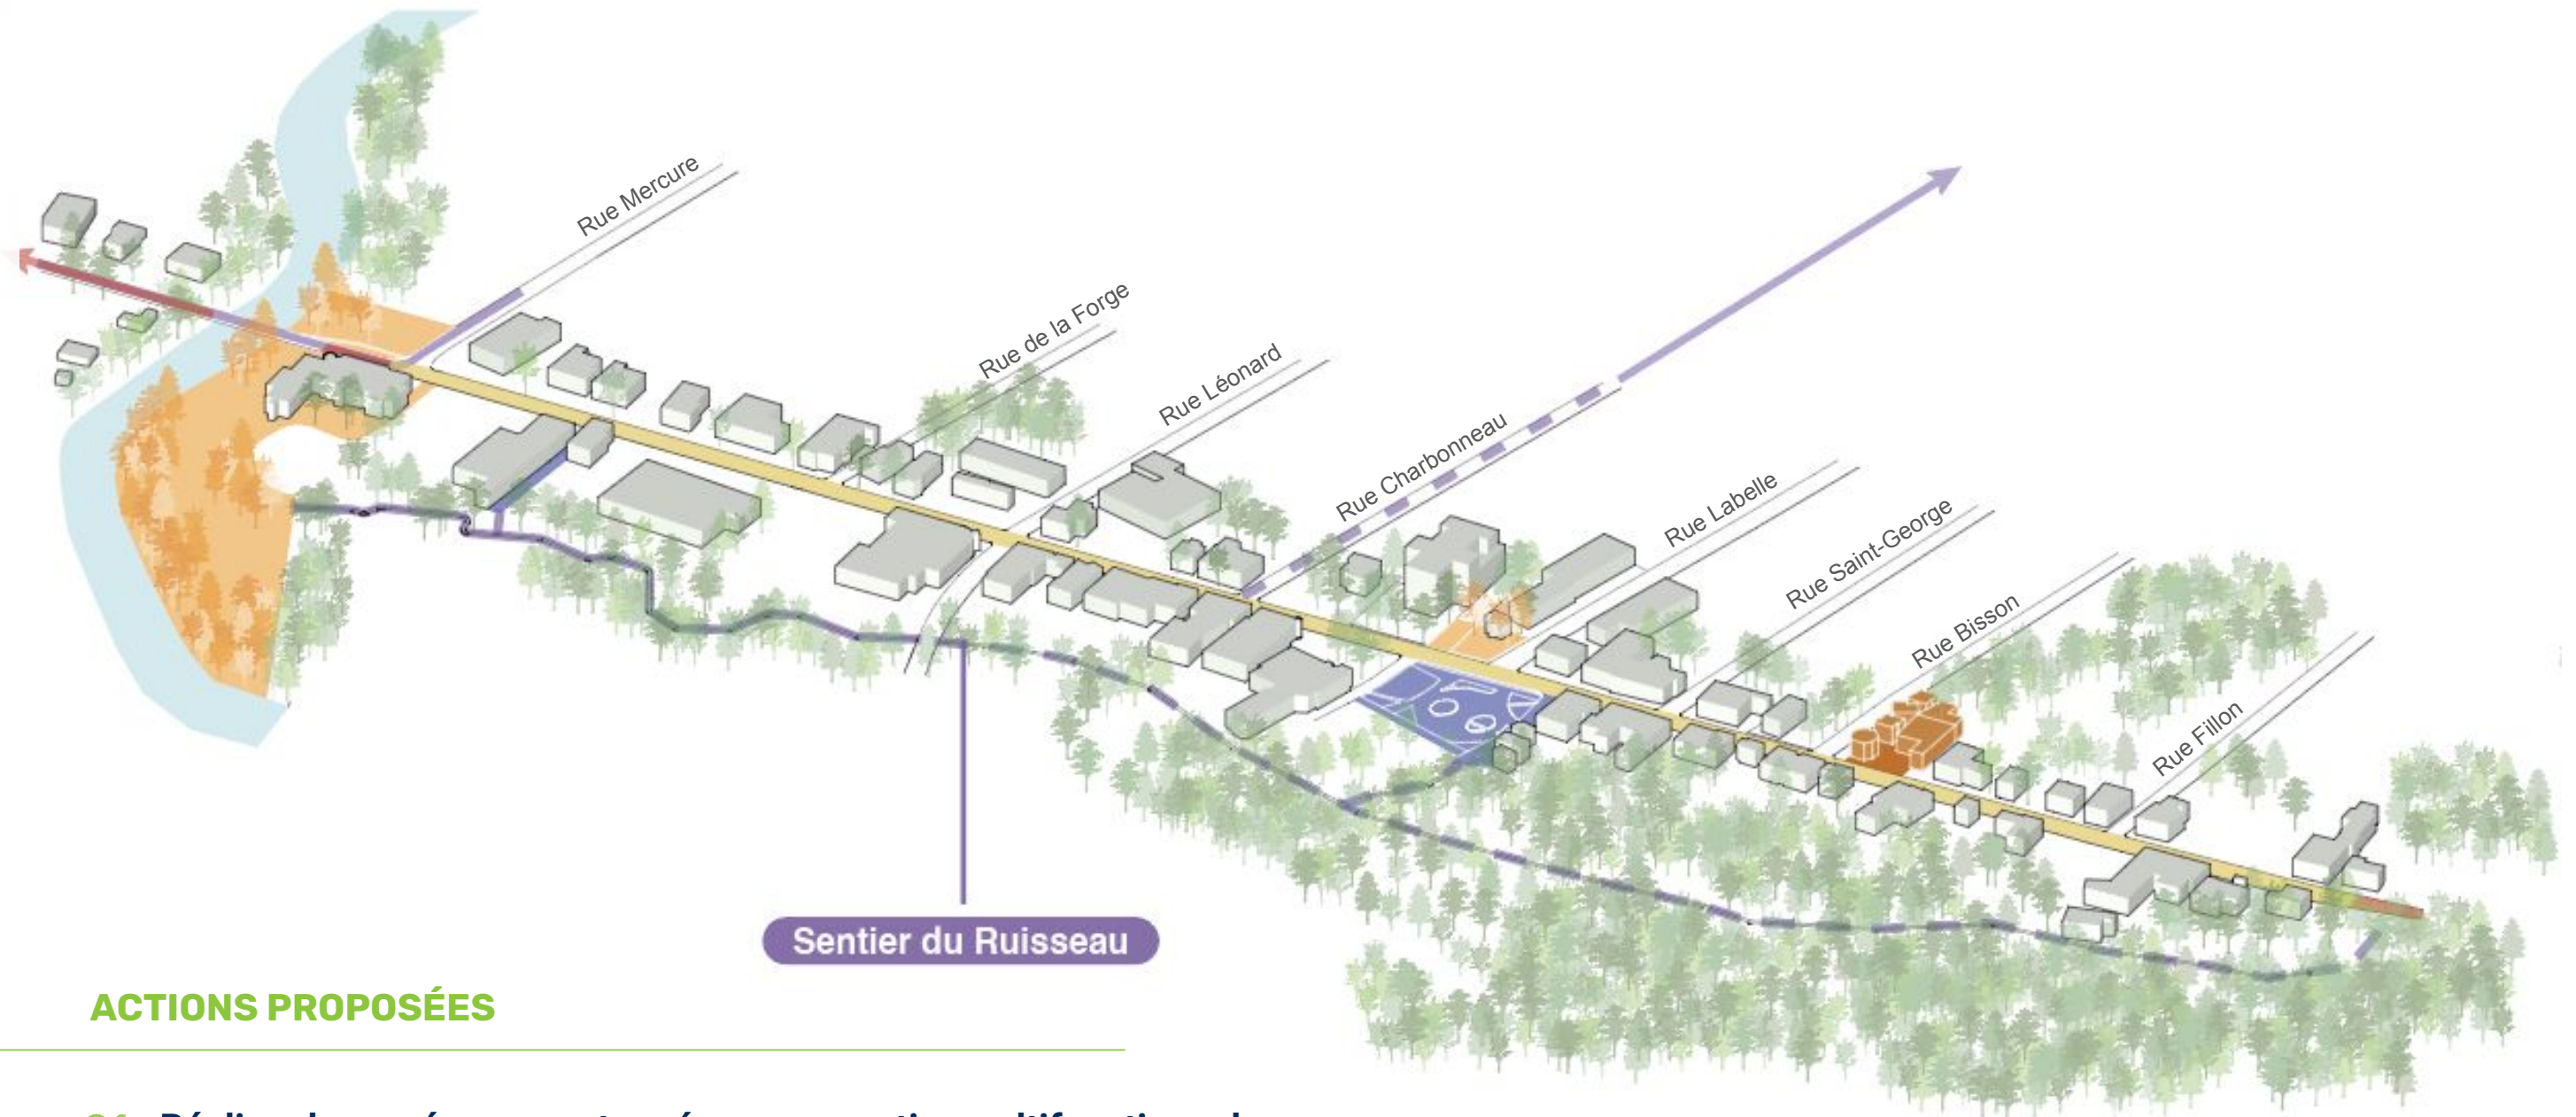 Rue Mercure
Rue de la Forge
Rue Léonard
Rue Charbonneau
Rue Labelle
Rue Saint-George
Rue Bisson
Rue Fillon
Sentier du Ruisseau
ACTIONS PROPOSÉES